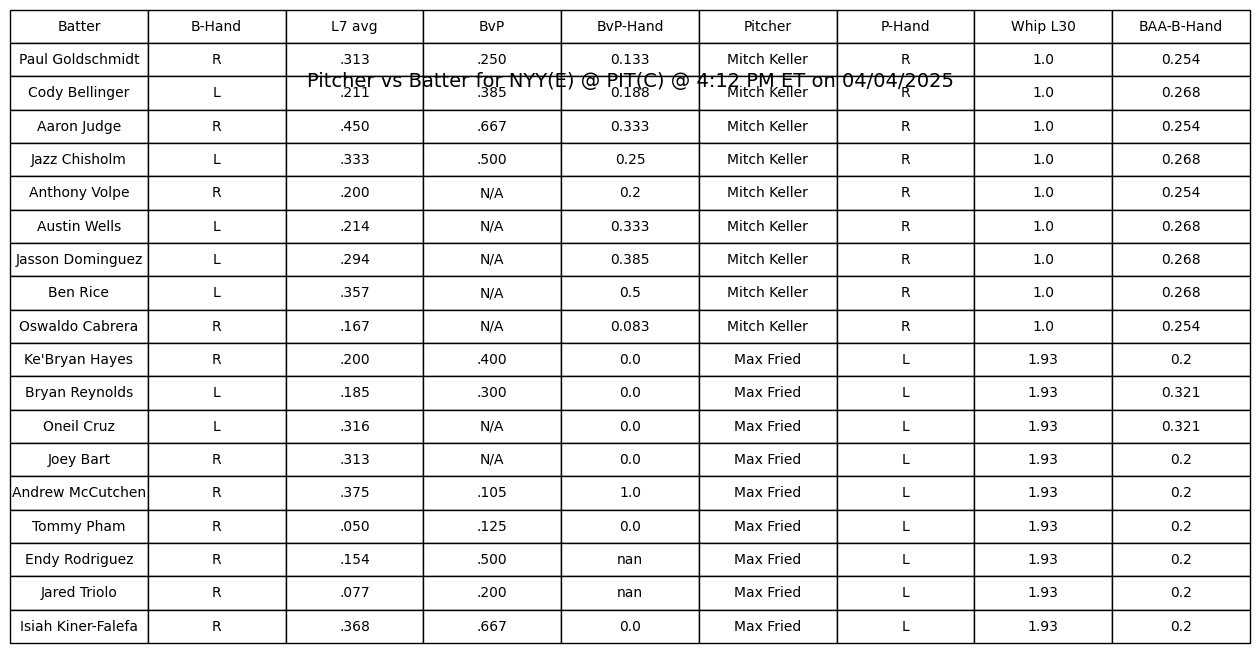 Batter B-Hand L7 avg BvP BvP-Hand Pitcher P-Hand Whip L30 BAA-B-Hand
Paul Goldschmidt R .313 .250 0.133 Mitch Keller R 1.0 0.254
Pitcher vs Batter for NYY(E) @ PIT(C) @ 4:12 PM ET on 04/04/2025
Cody Bellinger L .211 .385 0.188 Mitch Keller R 1.0 0.268
Aaron Judge R .450 .667 0.333 Mitch Keller R 1.0 0.254
Jazz Chisholm L .333 .500 0.25 Mitch Keller R 1.0 0.268
Anthony Volpe R .200 N/A 0.2 Mitch Keller R 1.0 0.254
Austin Wells L .214 N/A 0.333 Mitch Keller R 1.0 0.268
Jasson Dominguez L .294 N/A 0.385 Mitch Keller R 1.0 0.268
Ben Rice L .357 N/A 0.5 Mitch Keller R 1.0 0.268
Oswaldo Cabrera R .167 N/A 0.083 Mitch Keller R 1.0 0.254
Ke'Bryan Hayes R .200 .400 0.0 Max Fried L 1.93 0.2
Bryan Reynolds L .185 .300 0.0 Max Fried L 1.93 0.321
Oneil Cruz L .316 N/A 0.0 Max Fried L 1.93 0.321
Joey Bart R .313 N/A 0.0 Max Fried L 1.93 0.2
Andrew McCutchen R .375 .105 1.0 Max Fried L 1.93 0.2
Tommy Pham R .050 .125 0.0 Max Fried L 1.93 0.2
Endy Rodriguez R .154 .500 nan Max Fried L 1.93 0.2
Jared Triolo R .077 .200 nan Max Fried L 1.93 0.2
Isiah Kiner-Falefa R .368 .667 0.0 Max Fried L 1.93 0.2